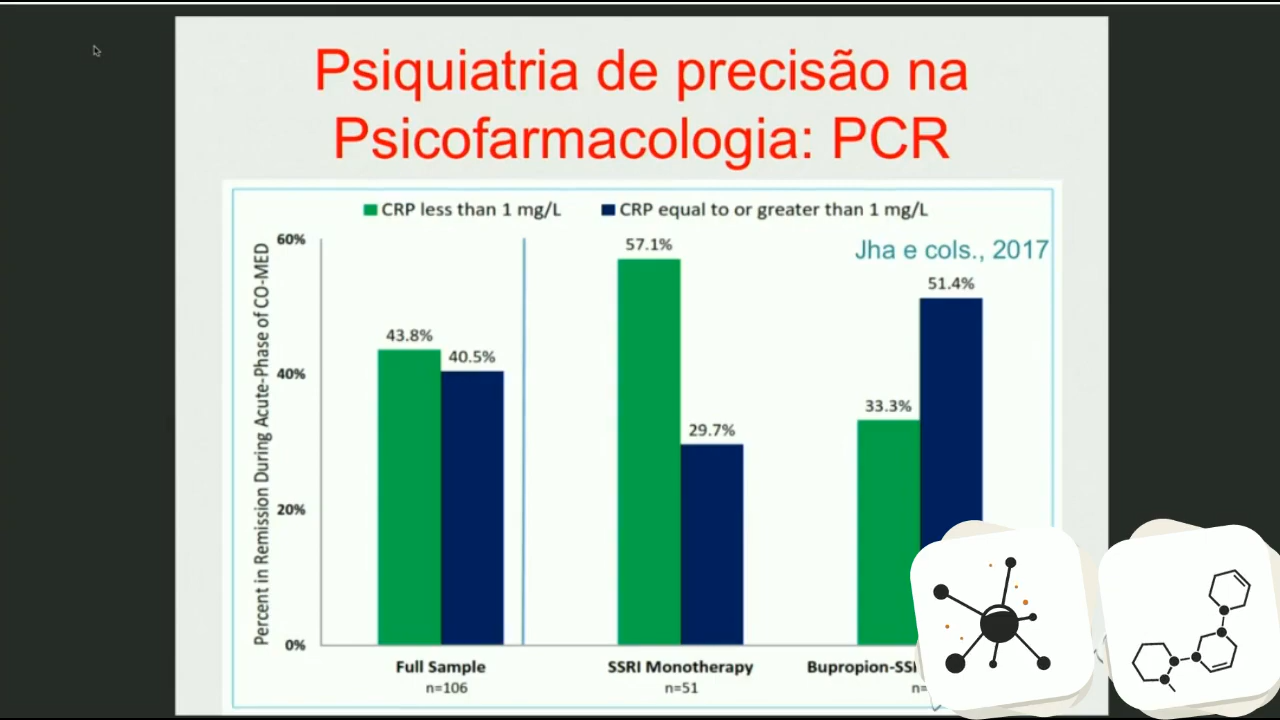 Psiquiatria de precisão na
Psicofarmacologia: PCR
CRP less than 1 mg/L
CRP equal to or greater than 1 mg/L
Jha e cols., 2017
Percent in Remission During Acute-Phase of CO-MED
60%
40%
20%
0%
43.8%
40.5%
57.1%
29.7%
33.3%
51.4%
Full Sample
n=106
SSRI Monotherapy
n=51
Bupropion-SS
n=